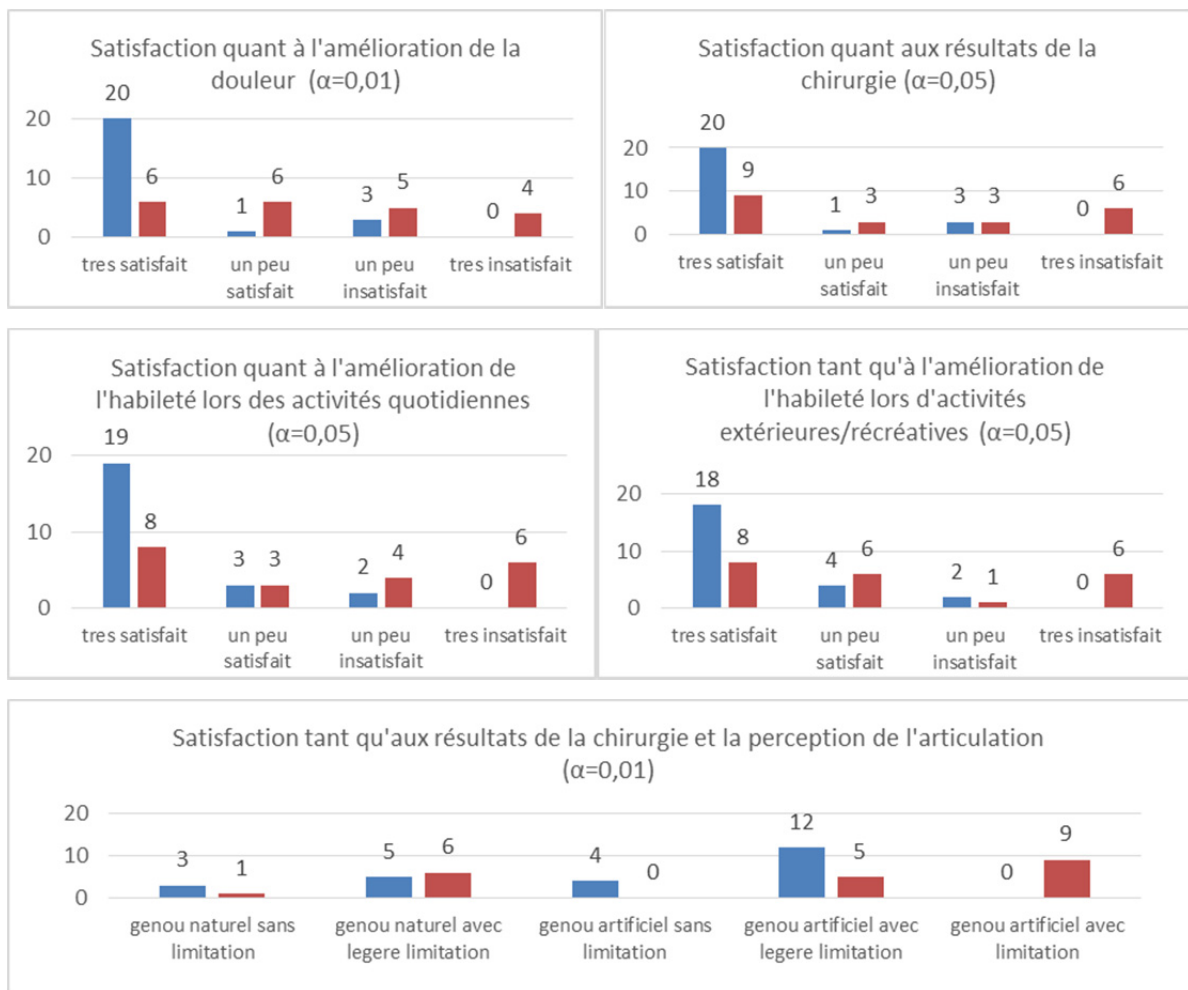 Satisfaction quant à l'amélioration de la
douleur (α=0,01)
20
20
6
6
5
4
10
1
3
0
0
tres satisfait
un peu
satisfait
un peu
insatisfait
tres insatisfait
Satisfaction quant aux résultats de la
chirurgie (α=0,05)
20
20
9
10
6
3
3
3
1
0
0
tres satisfait
un peu
satisfait
un peu
insatisfait
tres insatisfait
Satisfaction quant à l'amélioration de
l'habileté lors des activités quotidiennes
(α=0,05)
19
20
8
10
6
3
3
4
2
0
0
tres satisfait
un peu
satisfait
un peu
insatisfait
tres insatisfait
Satisfaction tant qu'à l'amélioration de
l'habileté lors d'activités
extérieures/récréatives (α=0,05)
18
20
8
6
6
10
4
2
1
0
0
tres satisfait
un peu
satisfait
un peu
insatisfait
tres insatisfait
Satisfaction tant qu'aux résultats de la chirurgie et la perception de l'articulation
(α=0,01)
20
12
9
10
3
1
5
6
4
0
5
0
0
genou naturel sans
limitation
genou naturel avec
legere limitation
genou artificiel sans
limitation
genou artificiel avec
legere limitation
genou artificiel avec
limitation